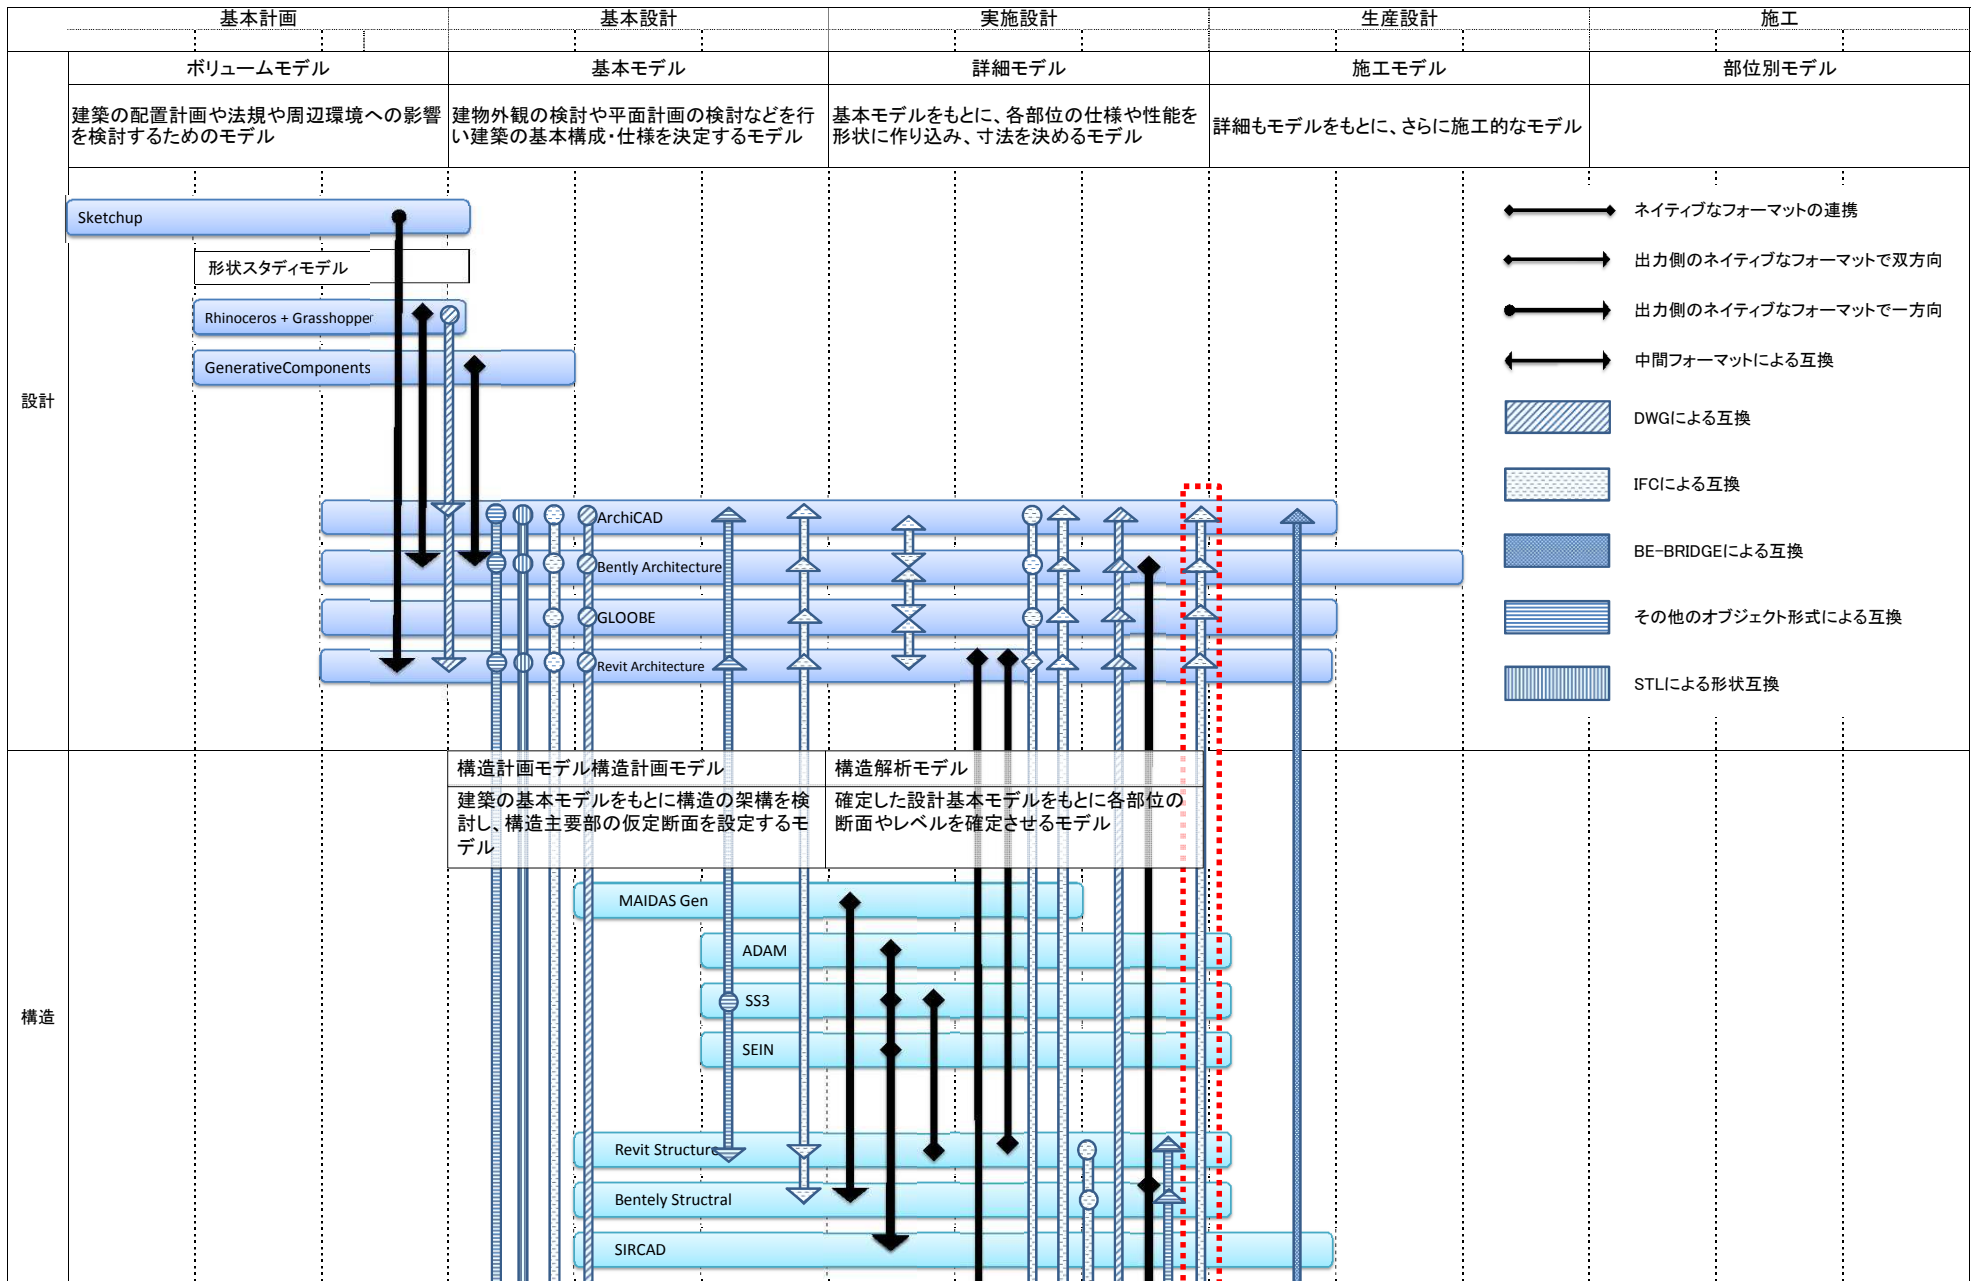 基本計画
基本設計
実施設計
生産設計
施工
ボリュームモデル
基本モデル
詳細モデル
施工モデル
部位別モデル
建築の配置計画や法規や周辺環境への影響
を検討するためのモデル
建物外観の検討や平面計画の検討などを行
い建築の基本構成・仕様を決定するモデル
基本モデルをもとに、各部位の仕様や性能を
形状に作り込み、寸法を決めるモデル
詳細もモデルをもとに、さらに施工的なモデル
設計
Sketchup
形状スタディモデル
Rhinoceros + Grasshopper
GenerativeComponents
ArchiCAD
Bently Architecture
GLOOBE
Revit Architecture
ネイティブなフォーマットの連携
出力側のネイティブなフォーマットで双方向
出力側のネイティブなフォーマットで一方向
中間フォーマットによる互換
DWGによる互換
IFCによる互換
BE-BRIDGEによる互換
その他のオブジェクト形式による互換
STLによる形状互換
構造
構造計画モデル構造計画モデル
建築の基本モデルをもとに構造の架構を検
討し、構造主要部の仮定断面を設定するモ
デル
構造解析モデル
確定した設計基本モデルをもとに各部位の
断面やレベルを確定させるモデル
MAIDAS Gen
ADAM
SS3
SEIN
Revit Structure
Bentely Structral
SIRCAD